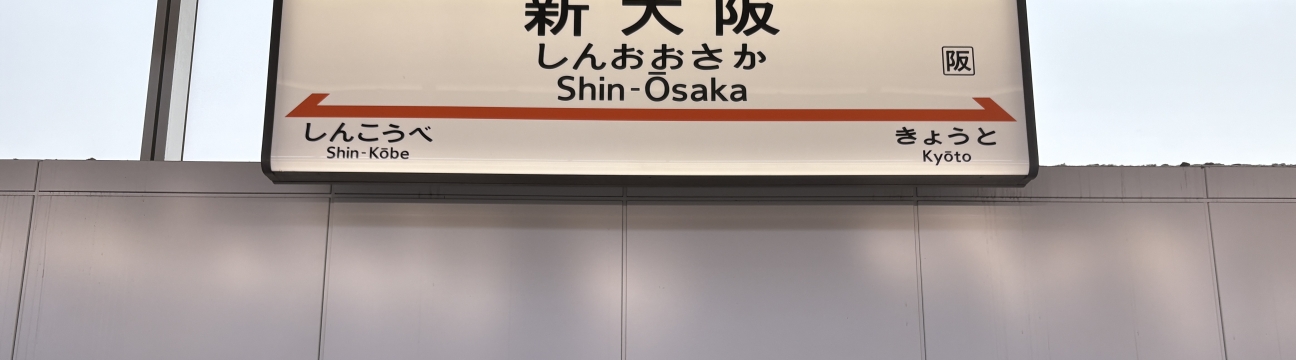 新大阪
しんおおさか
阪
Shin-Ōsaka
しんこうべ
Shin-Kōbe
きょうと
Kyōto